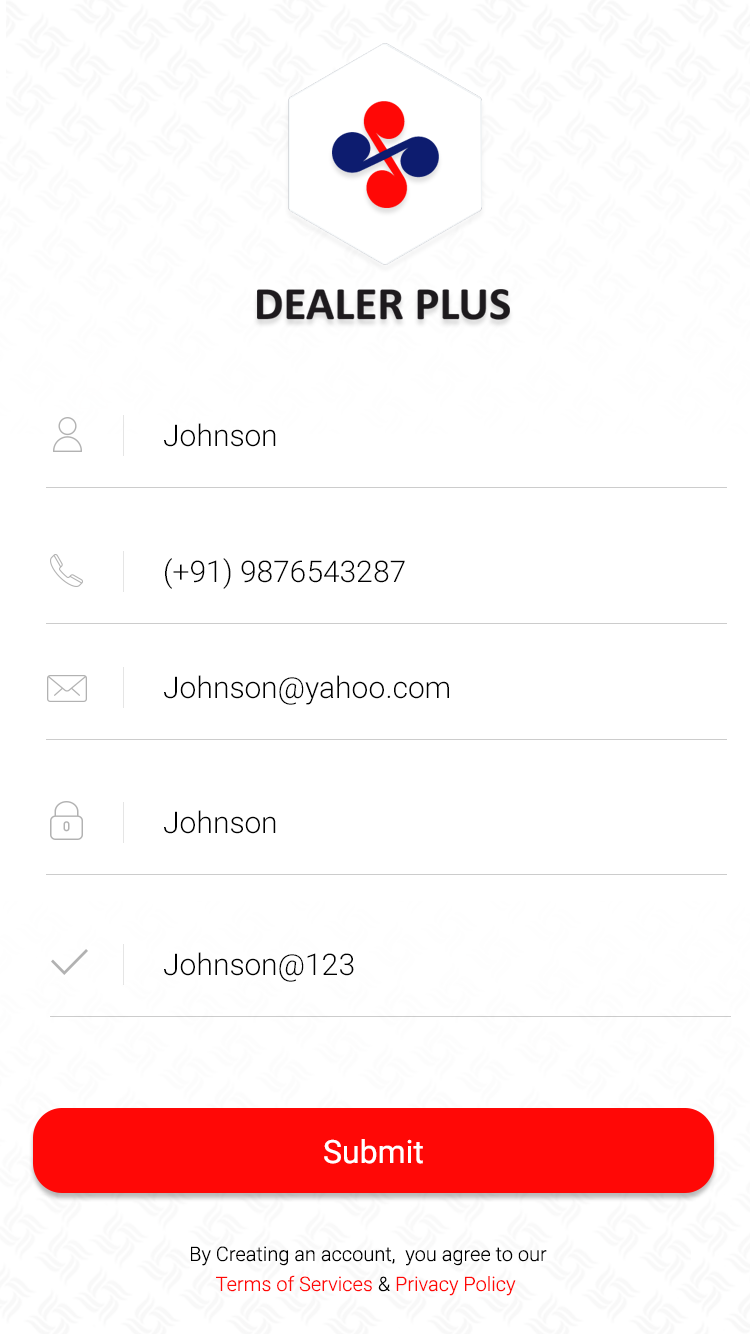 DEALER PLUS
Johnson
(+91) 9876543287
Johnson@yahoo.com
Johnson
Johnson@123
Submit
By Creating an account, you agree to our
Terms of Services & Privacy Policy